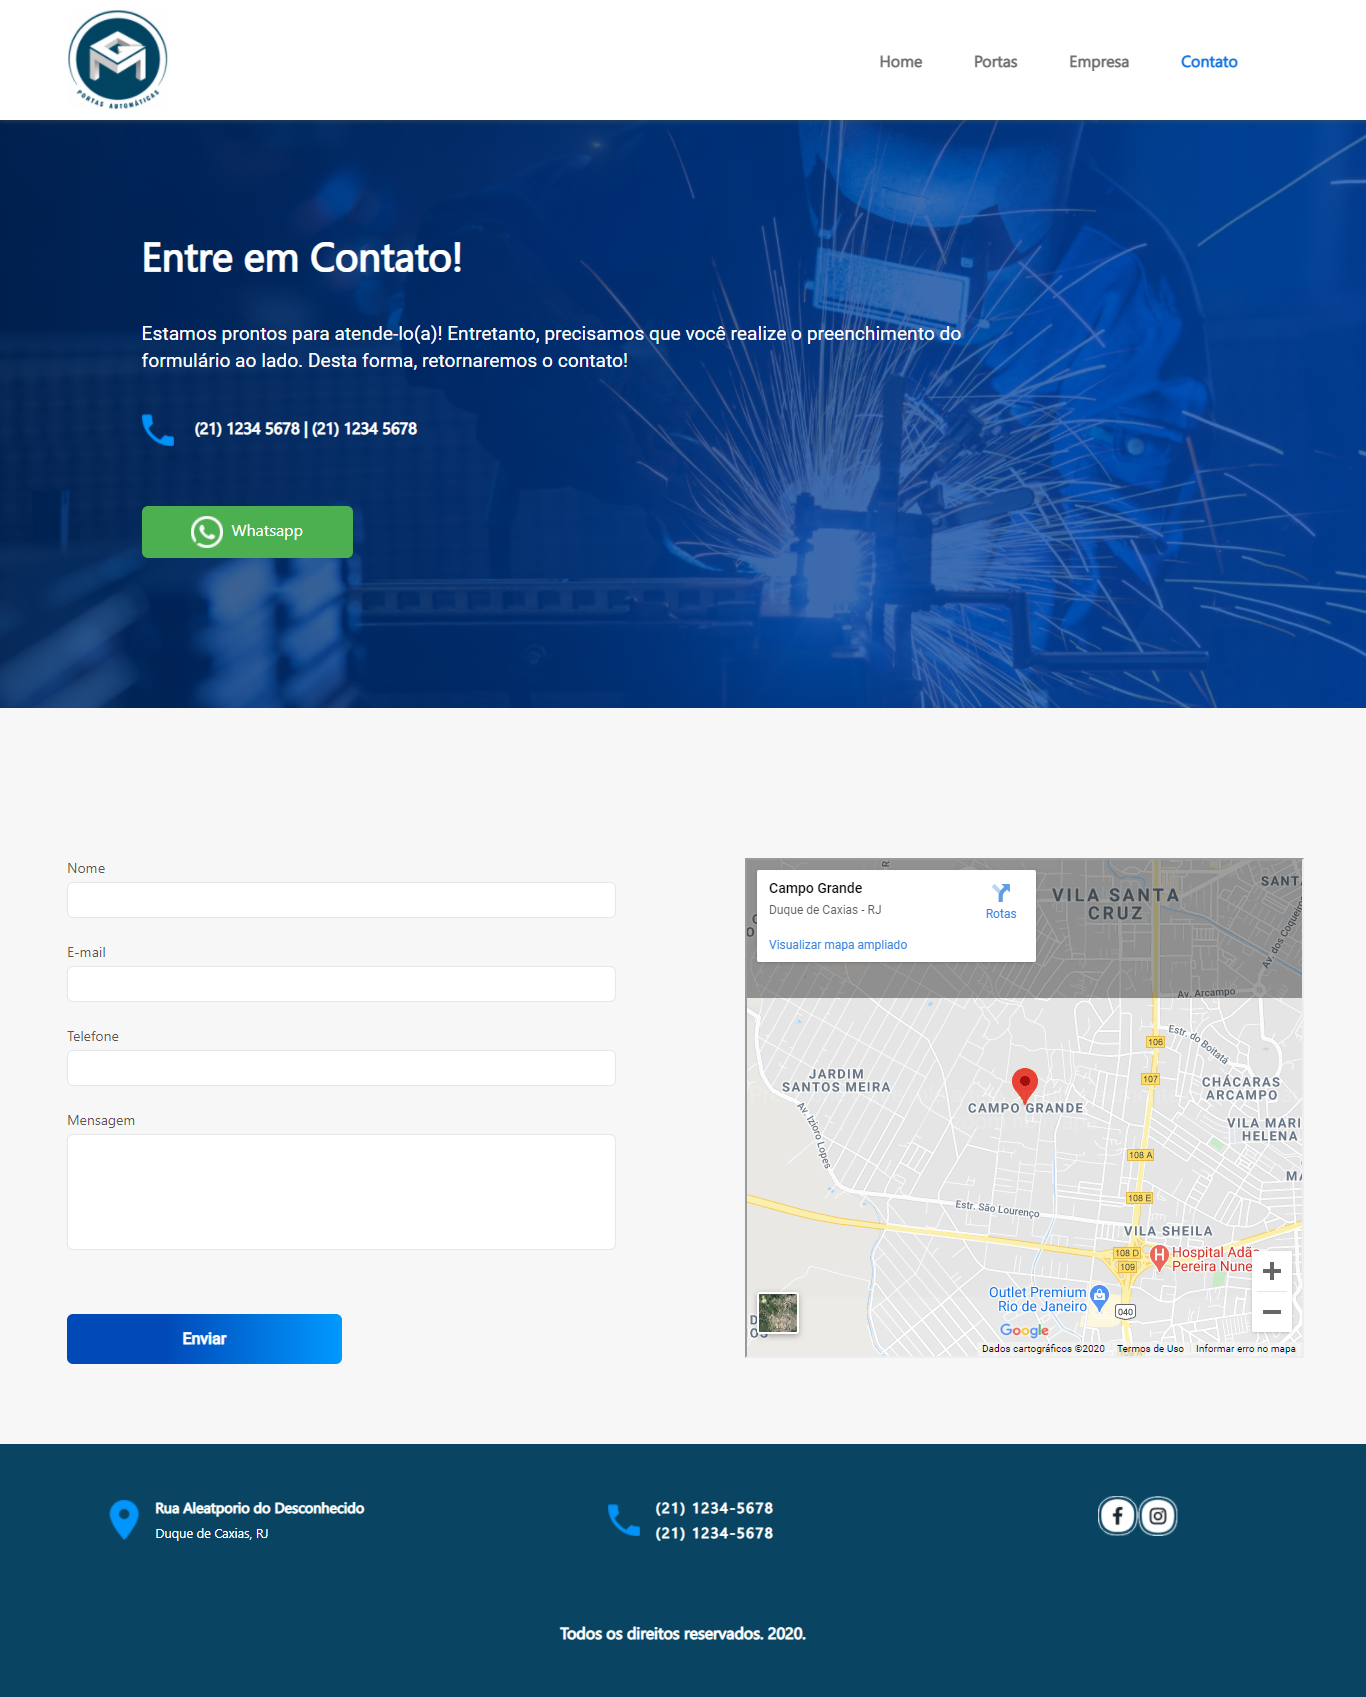 PORTAS AUTOMÁTICAS
Home
Portas
Empresa
Contato
Entre em Contato!
Estamos prontos para atende-lo(a)! Entretanto, precisamos que você realize o preenchimento do
formulário ao lado. Desta forma, retornaremos o contato!
(21) 1234 5678 | (21) 1234 5678
Whatsapp
Nome
E-mail
Telefone
Mensagem
Enviar
Campo Grande
Duque de Caxias - RJ
Rotas
Visualizar mapa ampliado
VILA SANTA
CRUZ
Av. dos Coqueiros
Av. Arcampo
Estr. do Boitatá
106
107
JARDIM
SANTOS MEIRA
CHÁCARAS
ARCAMPO
CAMPO GRANDE
Av. Izioro Lopes
VILA MARI
HELENA
108 A
108 E
Estr. São Lourenço
VILA SHEILA
108 D
109
Hospital Adão
Pereira Nune
Outlet Premium
Rio de Janeiro
040
Google
Dados cartográficos ©2020
Termos de Uso
Informar erro no mapa
Rua Aleatporio do Desconhecido
Duque de Caxias, RJ
(21) 1234-5678
(21) 1234-5678
Todos os direitos reservados. 2020.